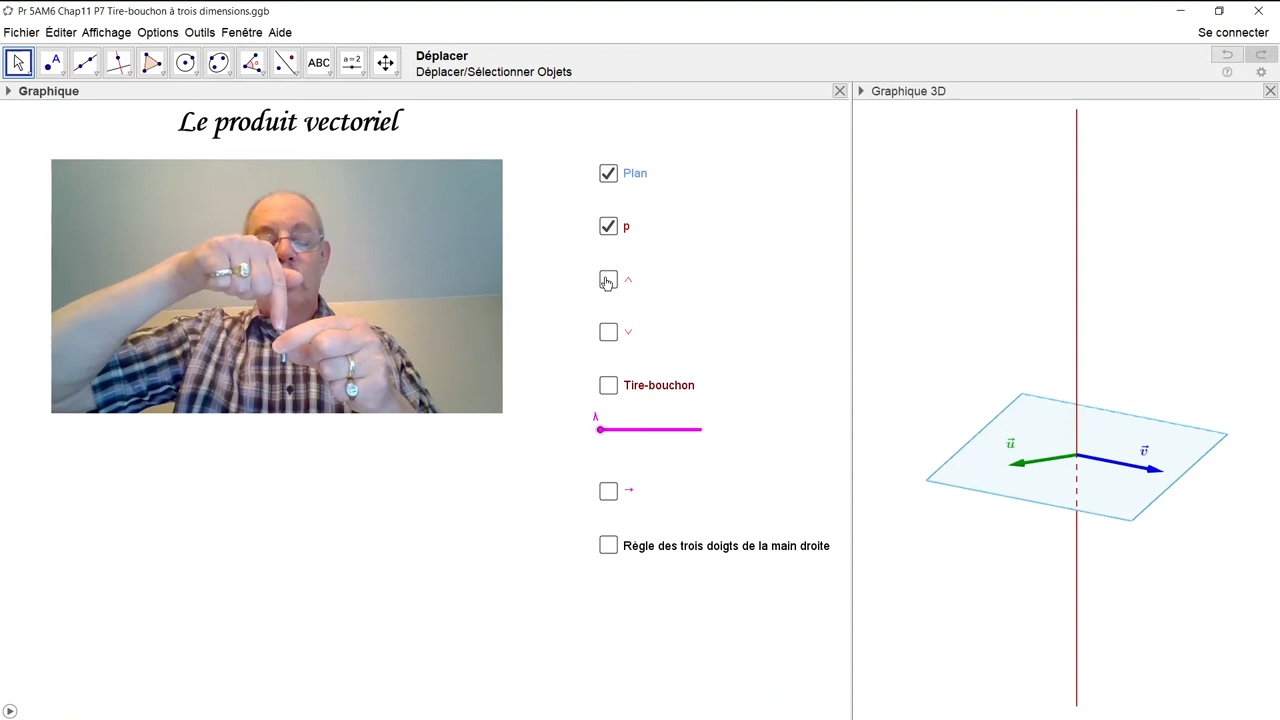 Pr 5AM6 Chap11 P7 Tire-bouchon à trois dimensions.ggb
Fichier Éditer Affichage Options Outils Fenêtre Aide
Se connecter
A
ABC
a=2
Déplacer
Déplacer/Sélectionner Objets
Graphique
Graphique 3D
Le produit vectoriel
Plan
p
^
v
Tire-bouchon
λ
→
Règle des trois doigts de la main droite
u⃗
v⃗